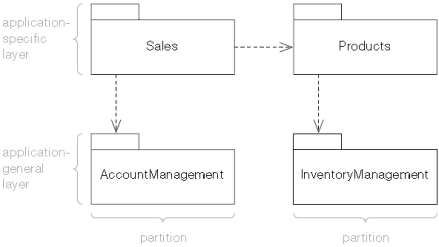 application-
specific
layer
Sales
Products
application-
general
layer
AccountManagement
InventoryManagement
partition
partition